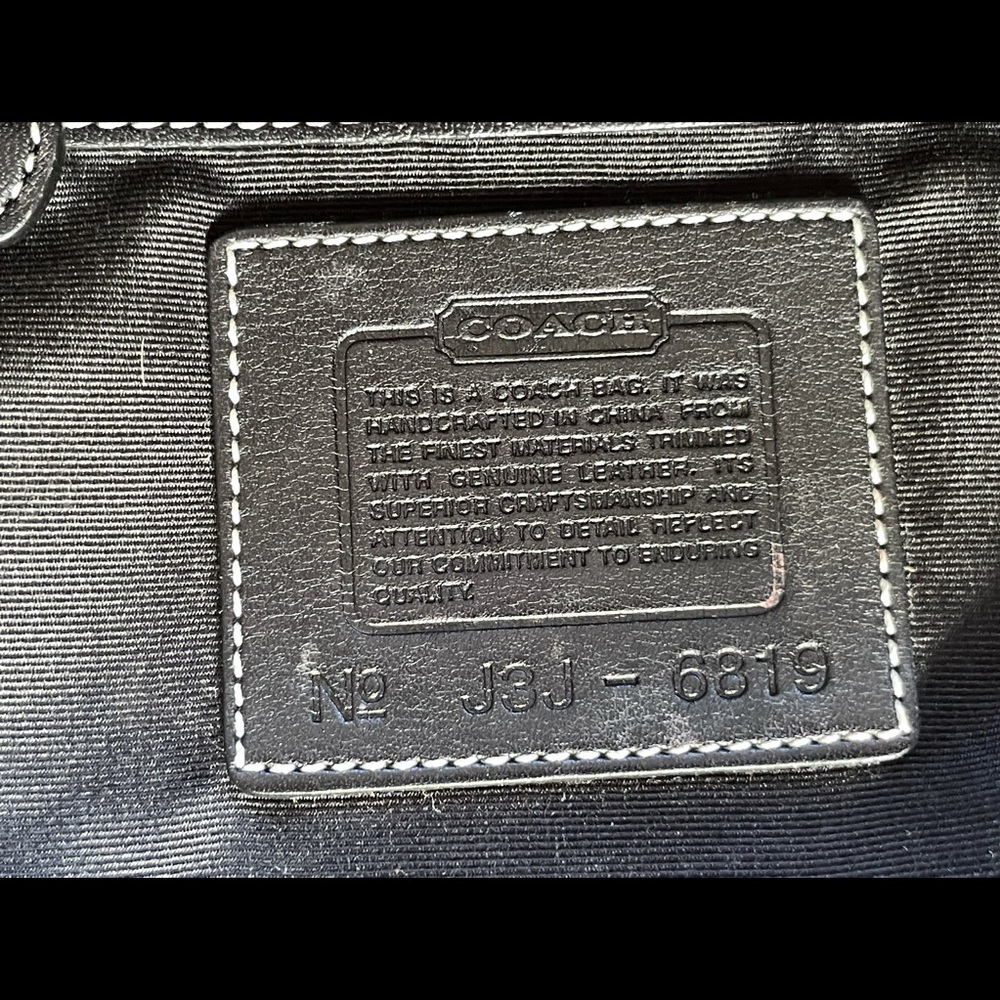 COACH
THIS IS A COACH BAG. IT WAS
HANDCRAFTED IN CHINA FROM
THE FINEST MATERIALS TRIMMED
WITH GENUINE LEATHER. ITS
SUPERIOR CRAFTSMANSHIP AND
ATTENTION TO DETAIL REFLECT
OUR COMMITMENT TO ENDURING
QUALITY.
Nº J3J - 6819